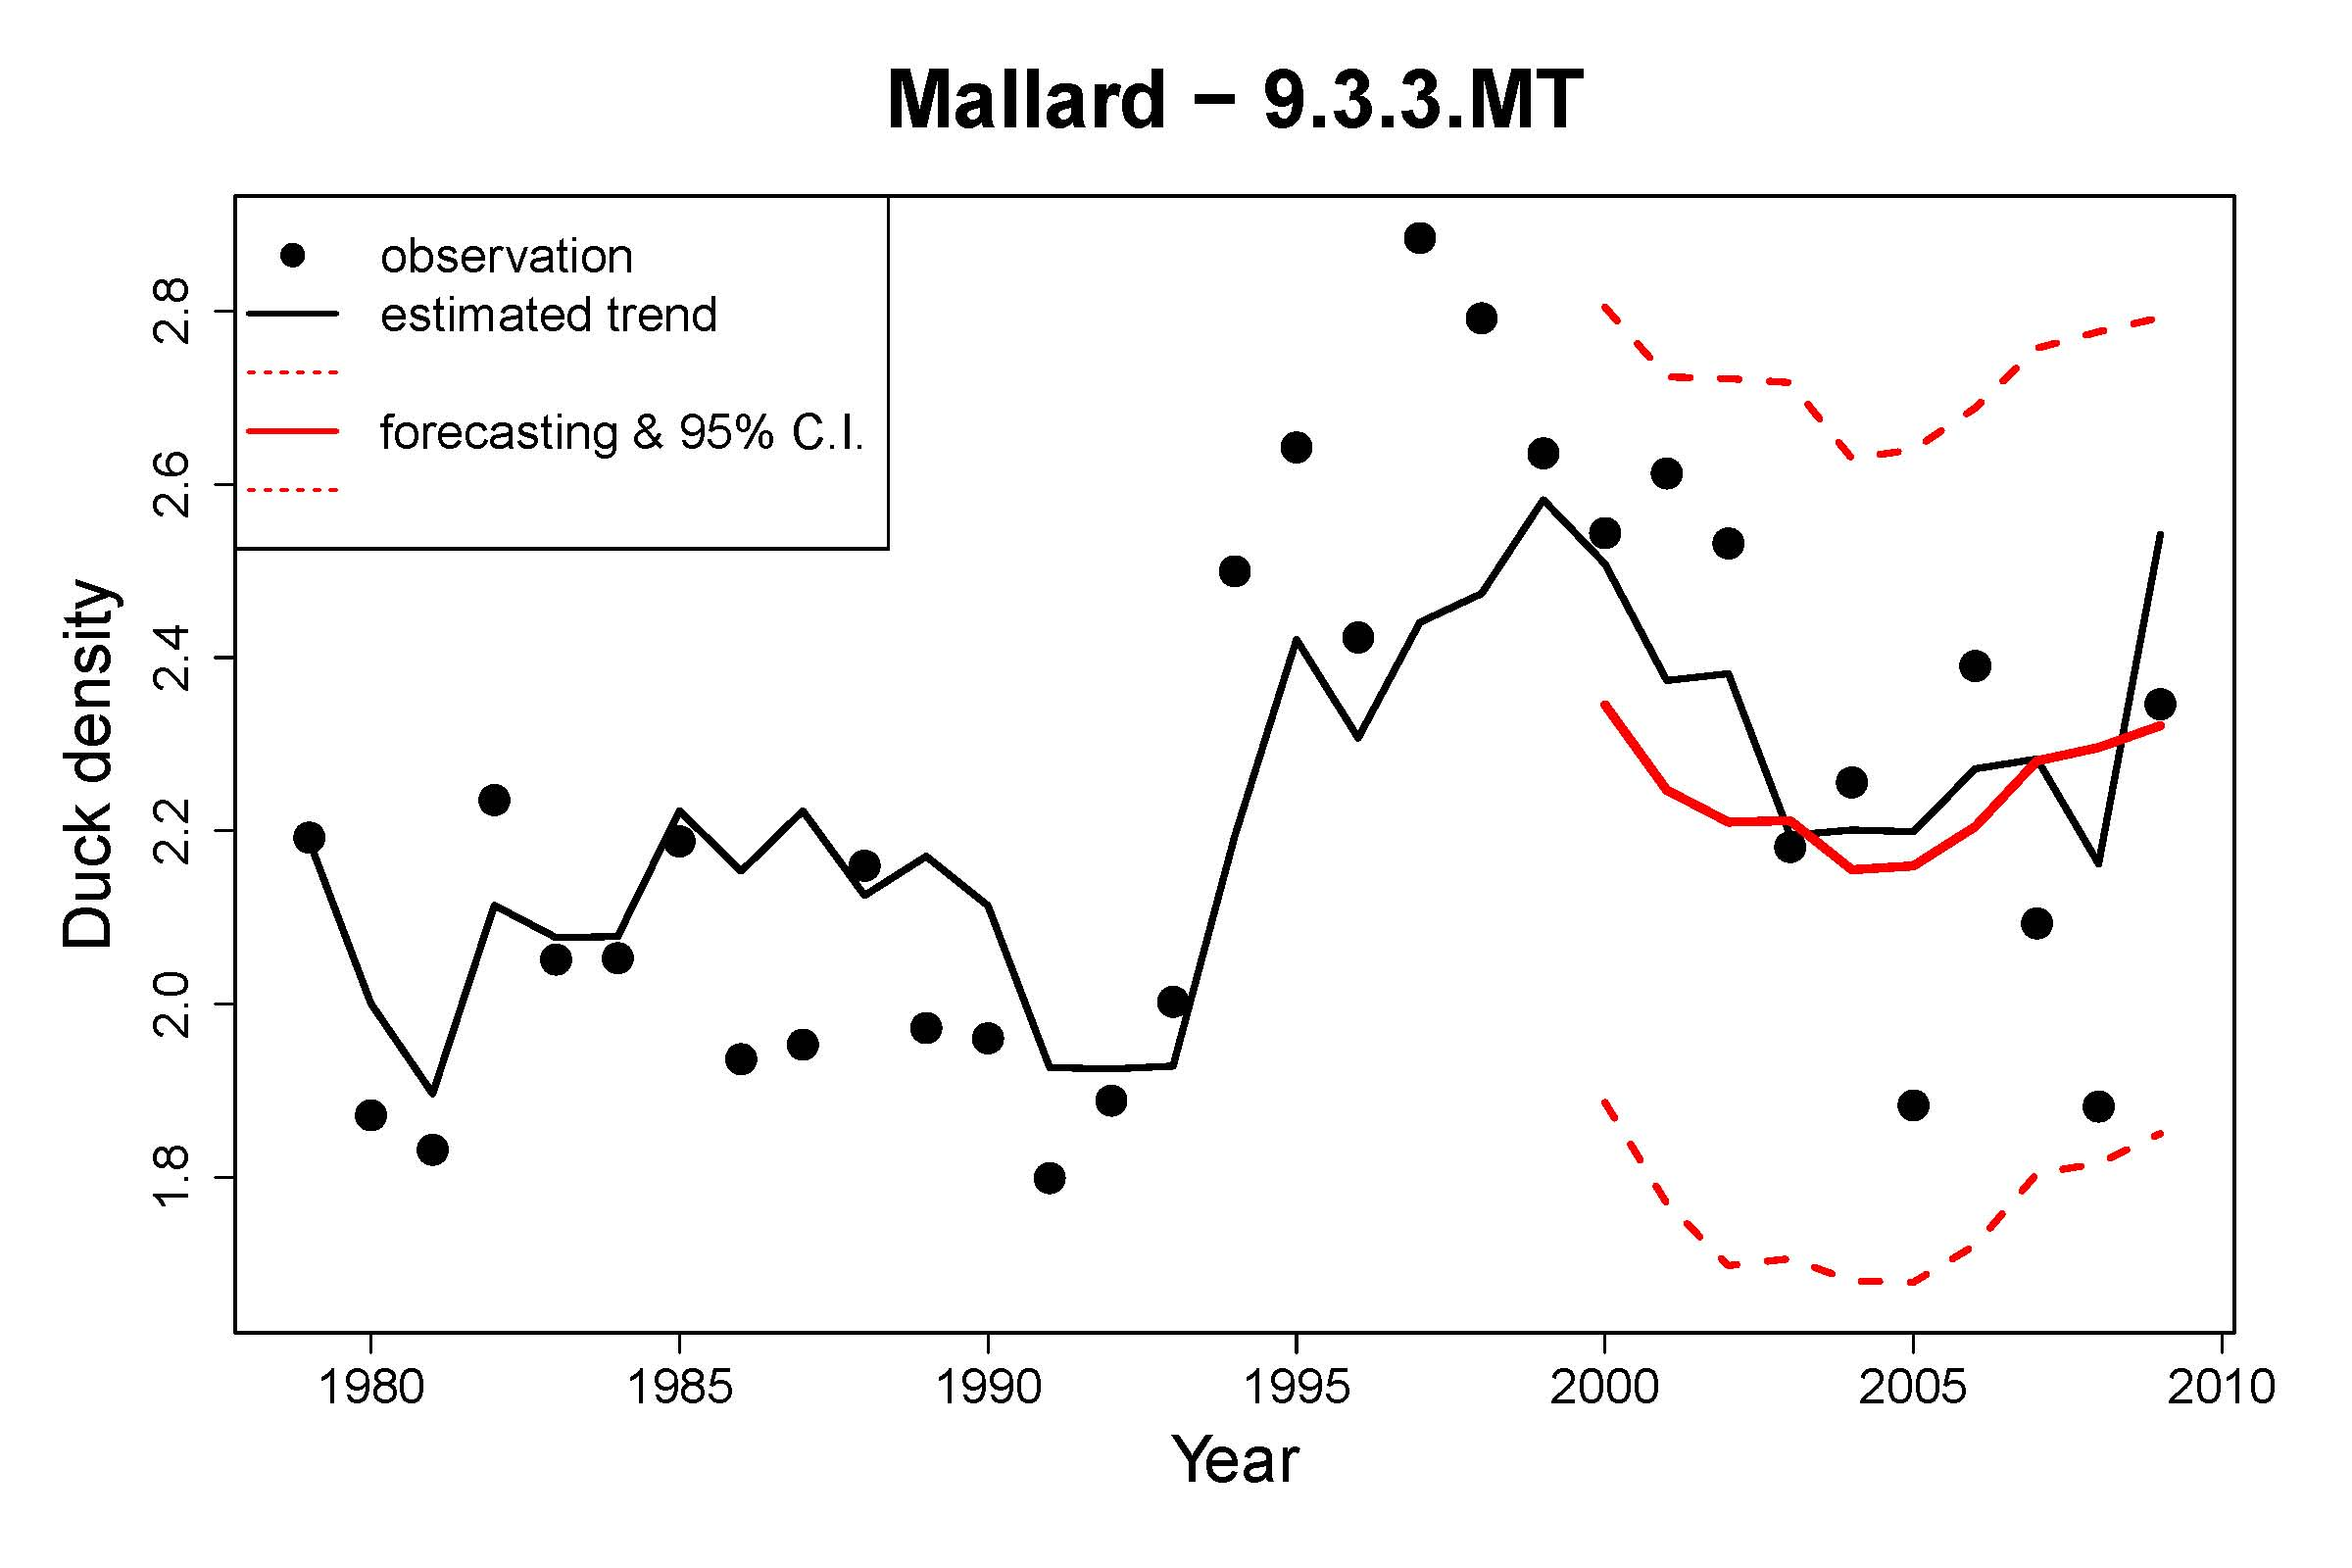 Mallard − 9.3.3.MT
observation
estimated trend
forecasting & 95% C.I.
Duck density
2.8
2.6
2.4
2.2
2.0
1.8
1980 1985 1990 1995 2000 2005 2010
Year